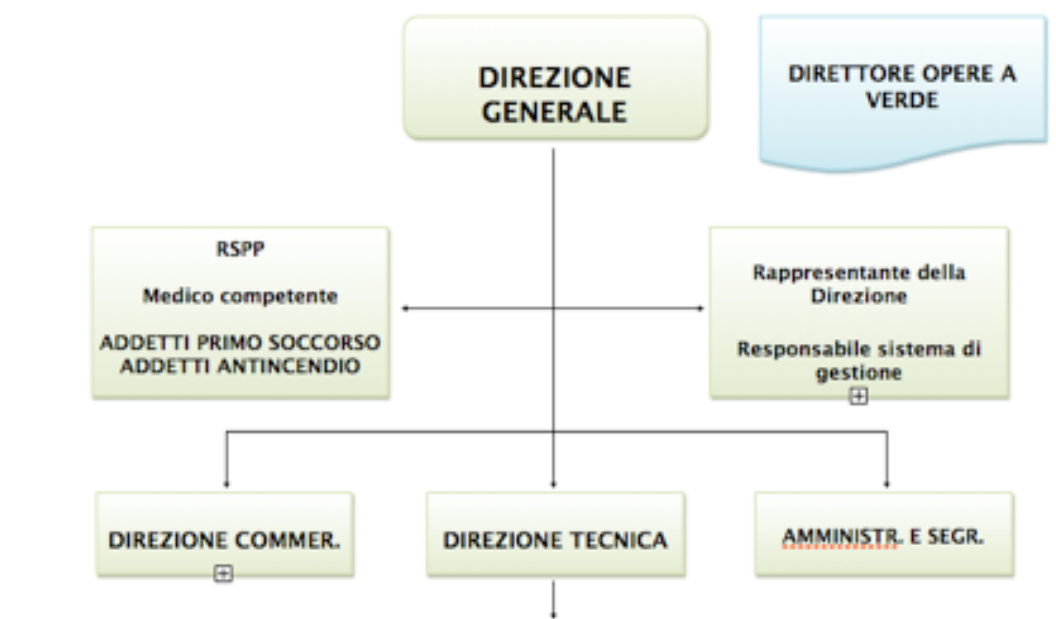 DIREZIONE
GENERALE
DIRETTORE OPERE A
VERDE
RSPP
Medico competente
ADDETTI PRIMO SOCCORSO
ADDETTI ANTINCENDIO
Rappresentante della
Direzione
Responsabile sistema di
gestione
DIREZIONE COMMER.
DIREZIONE TECNICA
AMMINISTR. E SEGR.